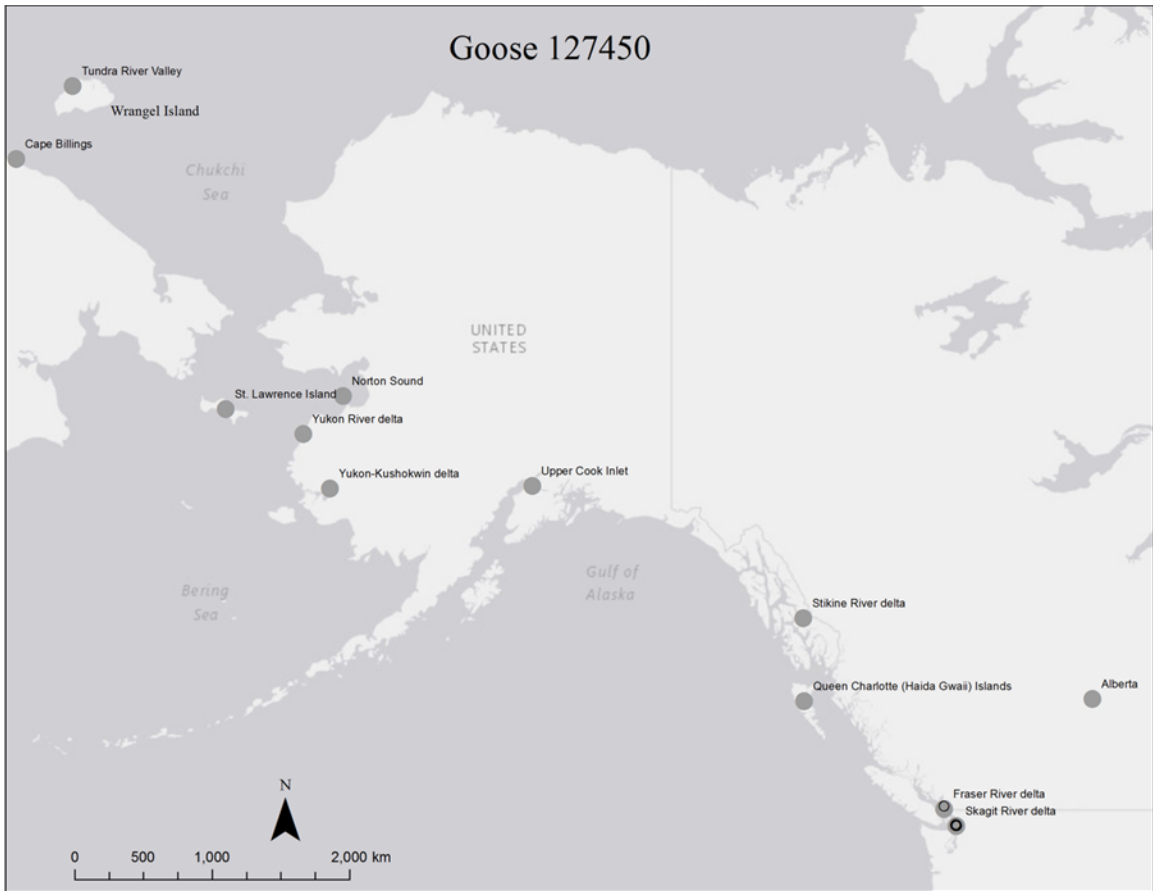 Goose 127450
Tundra River Valley
Wrangel Island
Cape Billings
Chukchi
Sea
UNITED
STATES
Norton Sound
St. Lawrence Island
Yukon River delta
Yukon-Kushokwin delta
Upper Cook Inlet
Gulf of
Alaska
Bering
Sea
Stikine River delta
Queen Charlotte (Haida Gwaii) Islands
Alberta
Fraser River delta
Skagit River delta
N
0 500 1,000 2,000 km